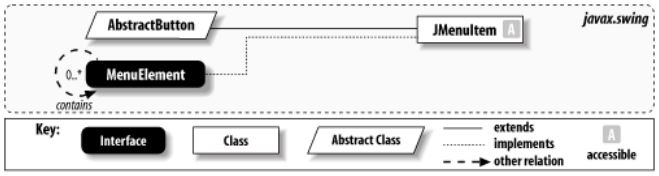 AbstractButton
JMenuItem A
javax.swing
0..*
MenuElement
contains
Key:
Interface
Class
Abstract Class
extends
implements
other relation
A
accessible